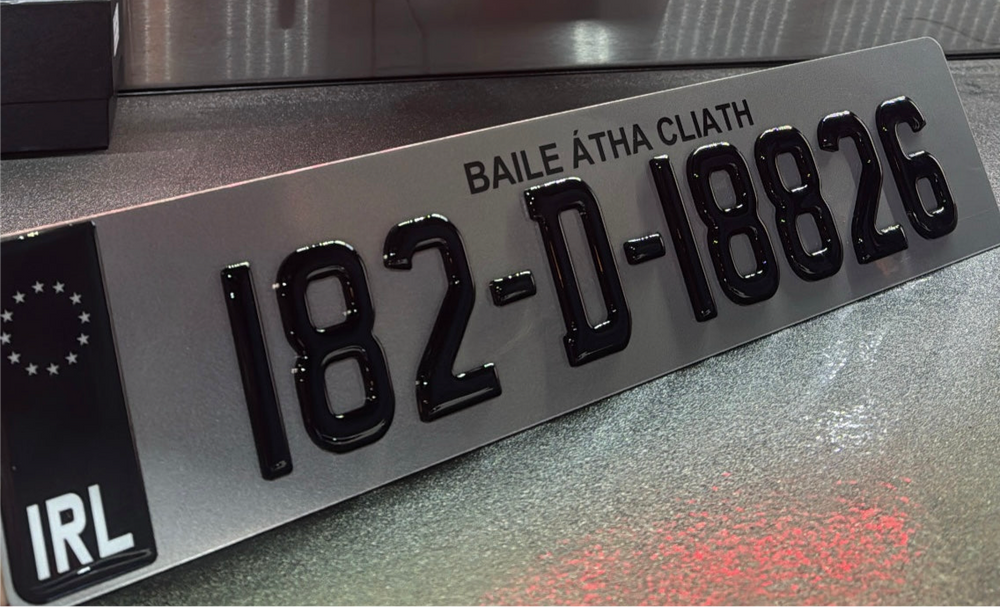 BAILE ÁTHA CLIATH
182-D-18826
IRL